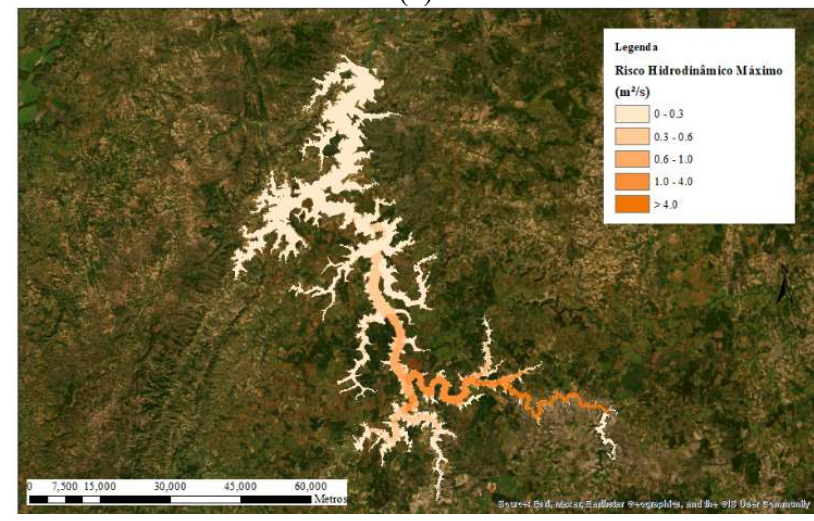 Legenda
Risco Hidrodinâmico Máximo
(m²/s)
0 - 0.3
0.3 - 0.6
0.6 - 1.0
1.0 - 4.0
> 4.0
0 7,500 15,000 30,000 45,000 60,000
Metros
Source: Esri, Maxar, Earthstar Geographics, and the GIS User Community